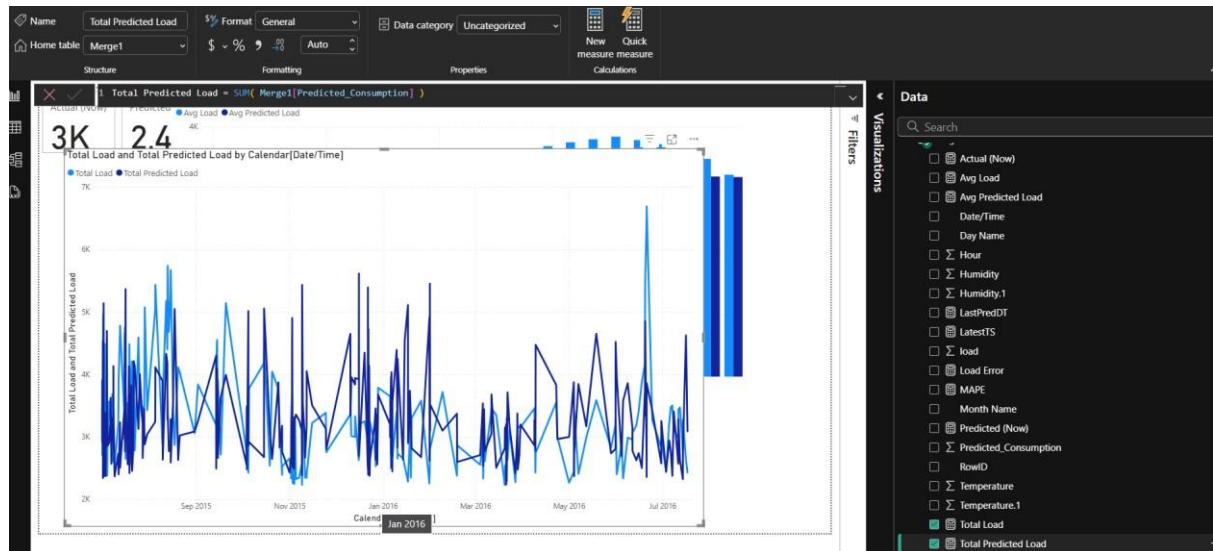 Name Total Predicted Load
Home table Merge1
Structure
$% Format General
$ % 9 .00 Auto
Formatting
Data category Uncategorized
Properties
New measure
Quick measure
Calculations
1 Total Predicted Load = SUM( Merge1[Predicted_Consumption] )
Actual (Now)
3K
Predicted
2.4
Avg Load Avg Predicted Load
4K
Total Load and Total Predicted Load by Calendar[Date/Time]
Total Load Total Predicted Load
7K
6K
5K
4K
3K
2K
Total Load and Total Predicted Load
Sep 2015 Nov 2015 Jan 2016 Mar 2016 May 2016 Jul 2016
Calend
Jan 2016
Filters
Visualizations
Data
Search
Actual (Now)
Avg Load
Avg Predicted Load
Date/Time
Day Name
Hour
Humidity
Humidity.1
LastPredDT
LatestTS
load
Load Error
MAPE
Month Name
Predicted (Now)
Predicted_Consumption
RowID
Temperature
Temperature.1
Total Load
Total Predicted Load